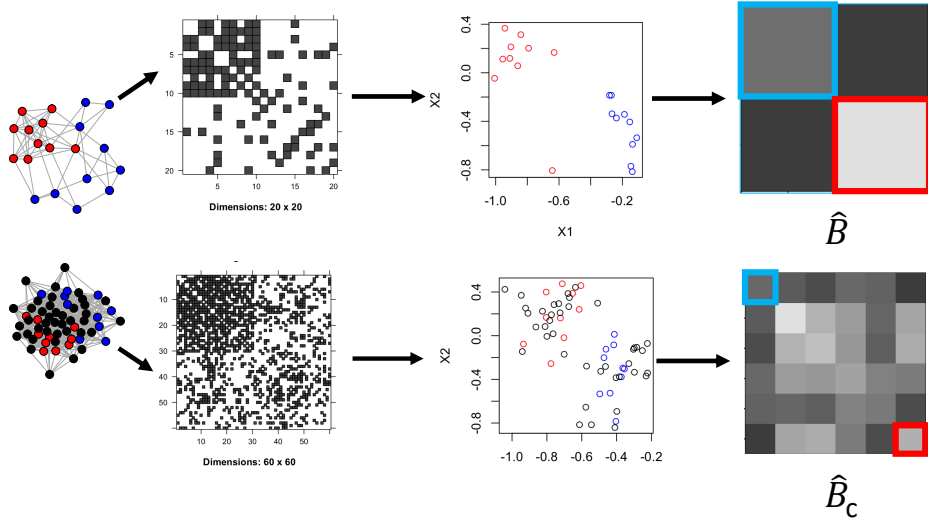 5
10
15
20
5 10 15 20
Dimensions: 20 x 20
X2
0.4
0.0
-0.4
-0.8
-1.0 -0.6 -0.2
X1
B̂
10
20
30
40
50
10 20 30 40 50
Dimensions: 60 x 60
X2
0.4
0.0
-0.4
-0.8
-1.0 -0.8 -0.6 -0.4 -0.2
B̂c